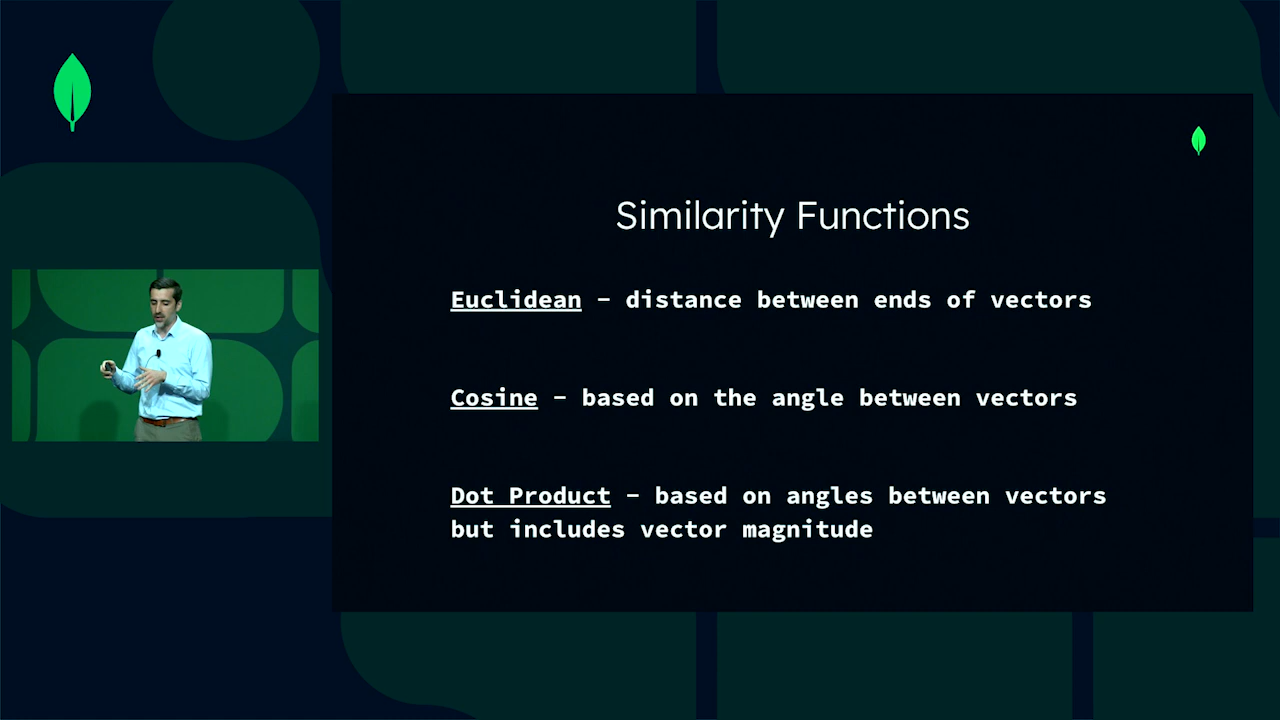 Similarity Functions
Euclidean - distance between ends of vectors
Cosine - based on the angle between vectors
Dot Product - based on angles between vectors
but includes vector magnitude